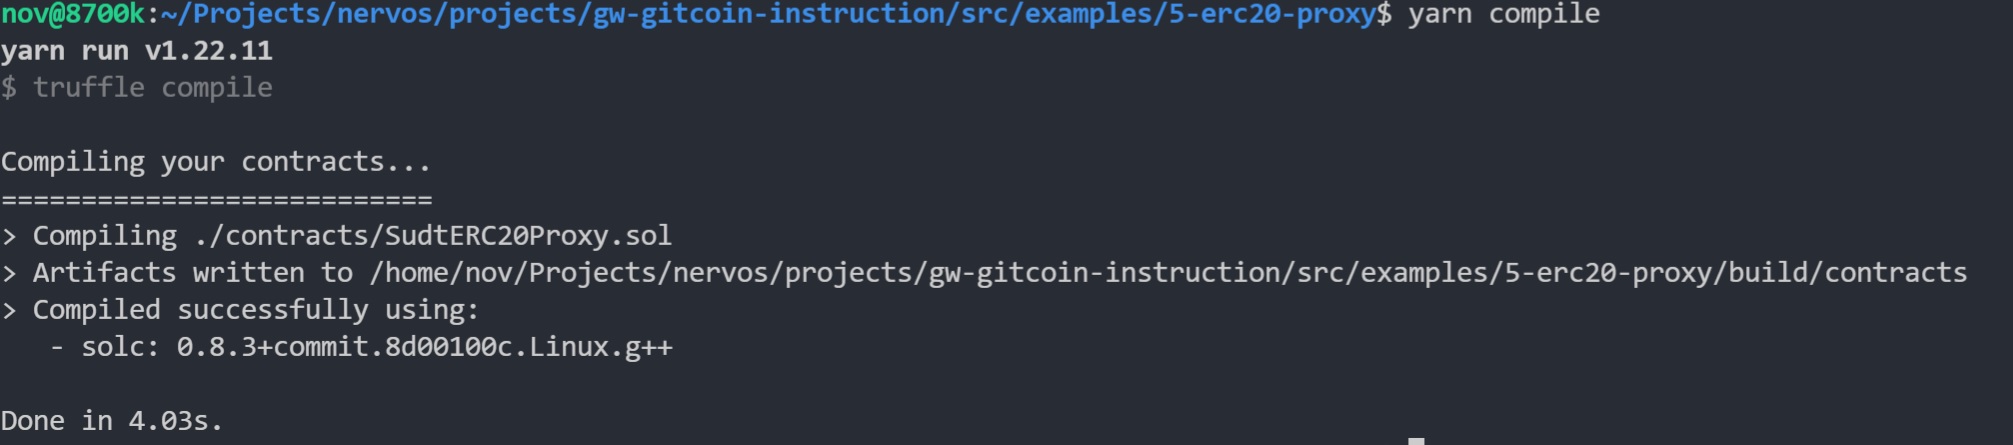 nov@8700k:~/Projects/nervos/projects/gw-gitcoin-instruction/src/examples/5-erc20-proxy$ yarn compile
yarn run v1.22.11
$ truffle compile
Compiling your contracts...
===========================
> Compiling ./contracts/SudtERC20Proxy.sol
> Artifacts written to /home/nov/Projects/nervos/projects/gw-gitcoin-instruction/src/examples/5-erc20-proxy/build/contracts
> Compiled successfully using:
   - solc: 0.8.3+commit.8d00100c.Linux.g++
Done in 4.03s.